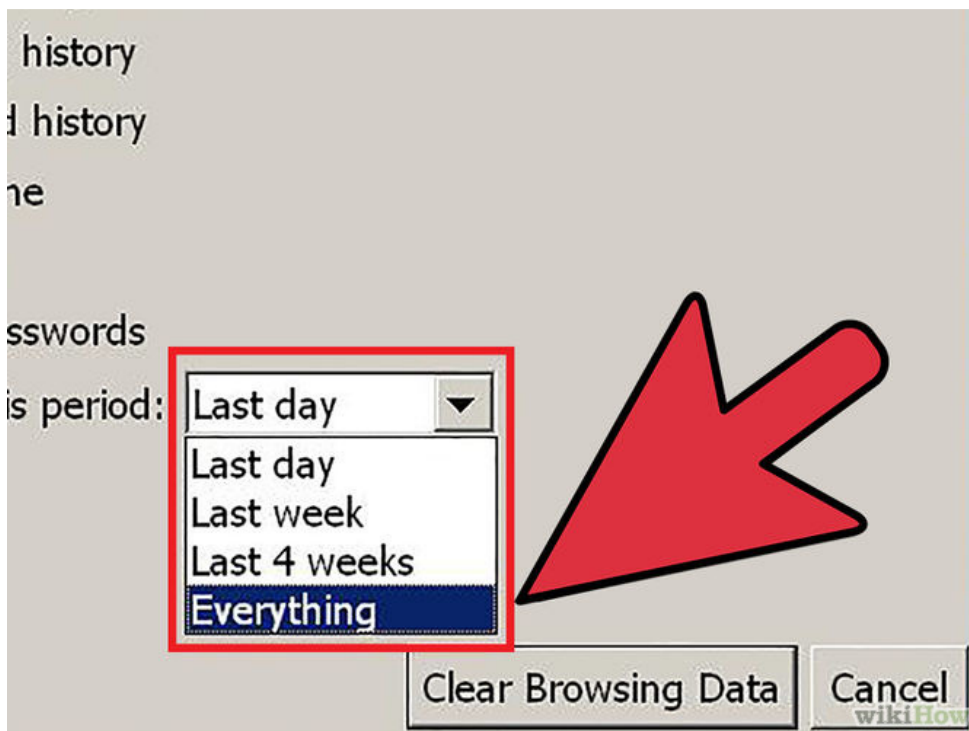 history
d history
ne
sswords
is period: Last day
Last day
Last week
Last 4 weeks
Everything
Clear Browsing Data Cancel
wikiHow